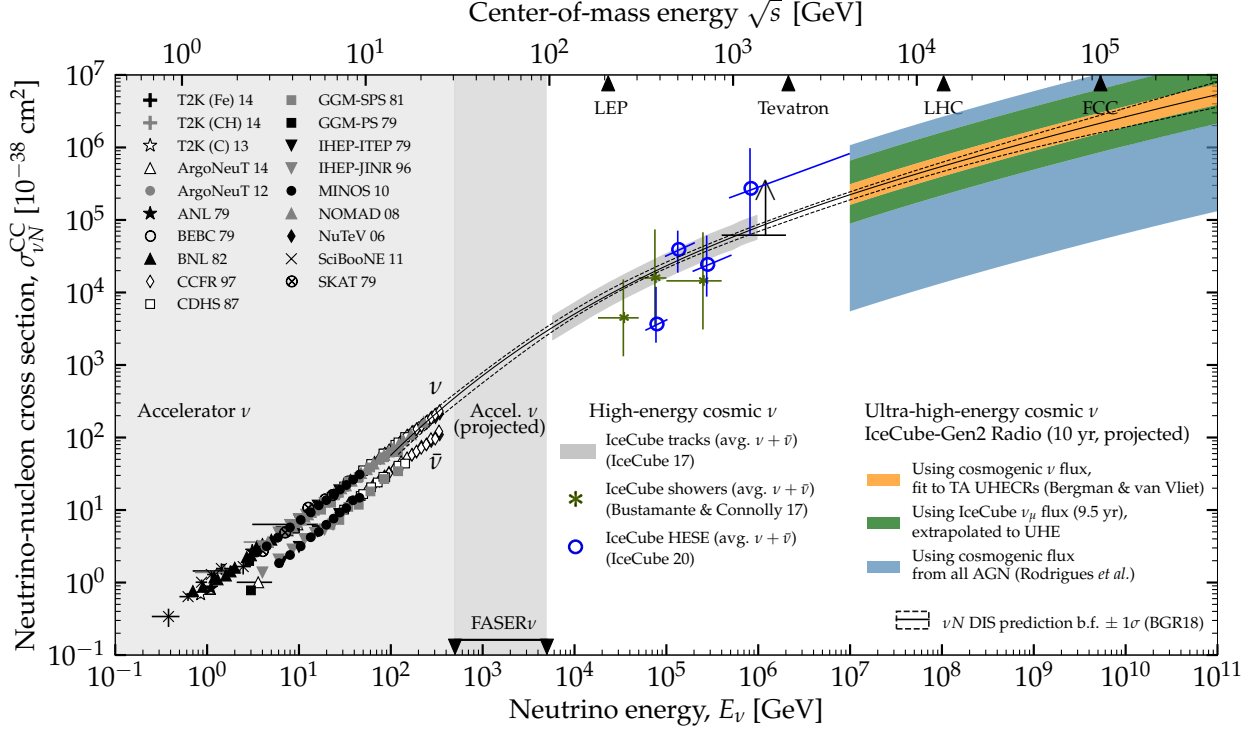 Center-of-mass energy √s [GeV]
10⁰ 10¹ 10² 10³ 10⁴ 10⁵
Neutrino-nucleon cross section, σ_νN^CC [10⁻³⁸ cm²]
10⁷
10⁶
10⁵
10⁴
10³
10²
10¹
10⁰
10⁻¹
T2K (Fe) 14
T2K (CH) 14
T2K (C) 13
ArgoNeuT 14
ArgoNeuT 12
ANL 79
BEBC 79
BNL 82
CCFR 97
CDHS 87
GGM-SPS 81
GGM-PS 79
IHEP-ITEP 79
IHEP-JINR 96
MINOS 10
NOMAD 08
NuTeV 06
SciBooNE 11
SKAT 79
LEP
Tevatron
LHC
FCC
ν
ν̄
Accelerator ν
Accel. ν
(projected)
FASERν
High-energy cosmic ν
IceCube tracks (avg. ν + ν̄)
(IceCube 17)
IceCube showers (avg. ν + ν̄)
(Bustamante & Connolly 17)
IceCube HESE (avg. ν + ν̄)
(IceCube 20)
Ultra-high-energy cosmic ν
IceCube-Gen2 Radio (10 yr, projected)
Using cosmogenic ν flux,
fit to TA UHECRs (Bergman & van Vliet)
Using IceCube ν_μ flux (9.5 yr),
extrapolated to UHE
Using cosmogenic flux
from all AGN (Rodrigues et al.)
νN DIS prediction b.f. ± 1σ (BGR18)
10⁻¹ 10⁰ 10¹ 10² 10³ 10⁴ 10⁵ 10⁶ 10⁷ 10⁸ 10⁹ 10¹⁰ 10¹¹
Neutrino energy, E_ν [GeV]